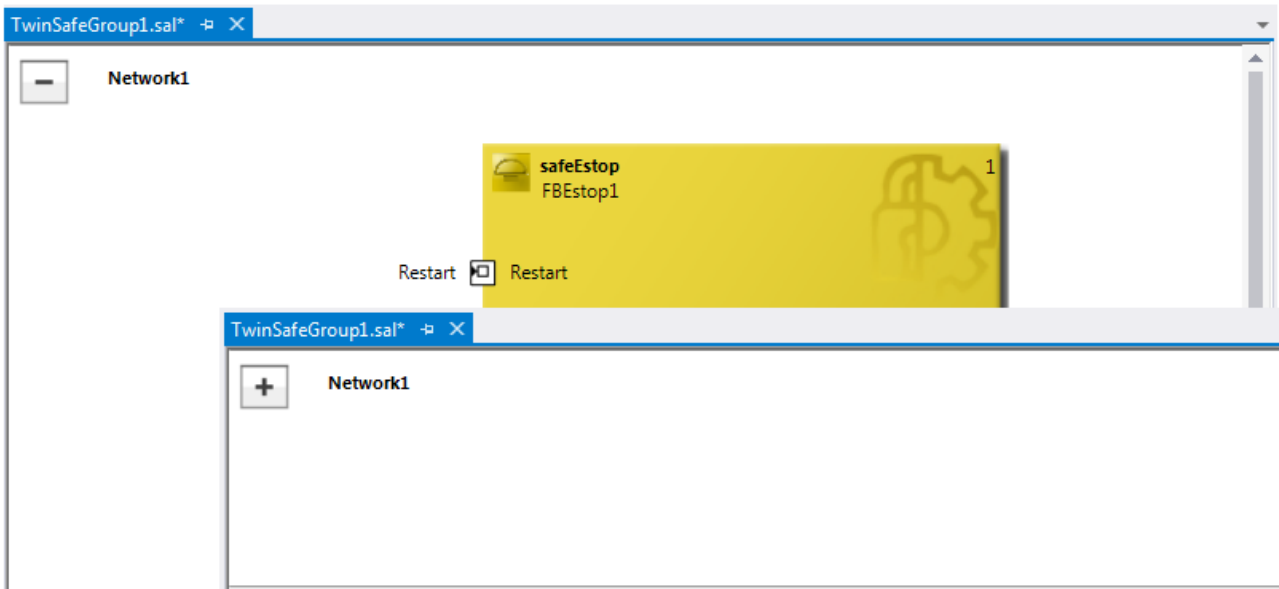 TwinSafeGroup1.sal*
Network1
safeEstop 1
FBEstop1
Restart Restart
TwinSafeGroup1.sal*
Network1